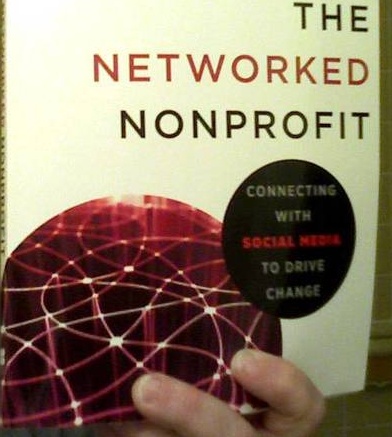 THE
NETWORKED
NONPROFIT
CONNECTING
WITH
SOCIAL MEDIA
TO DRIVE
CHANGE